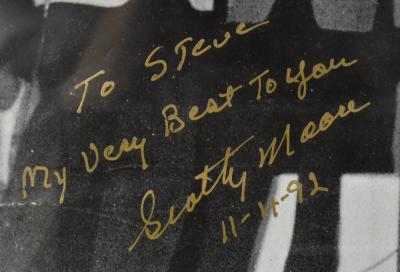 To Steve
My Very Best To You
Scotty Moore
11-4-92